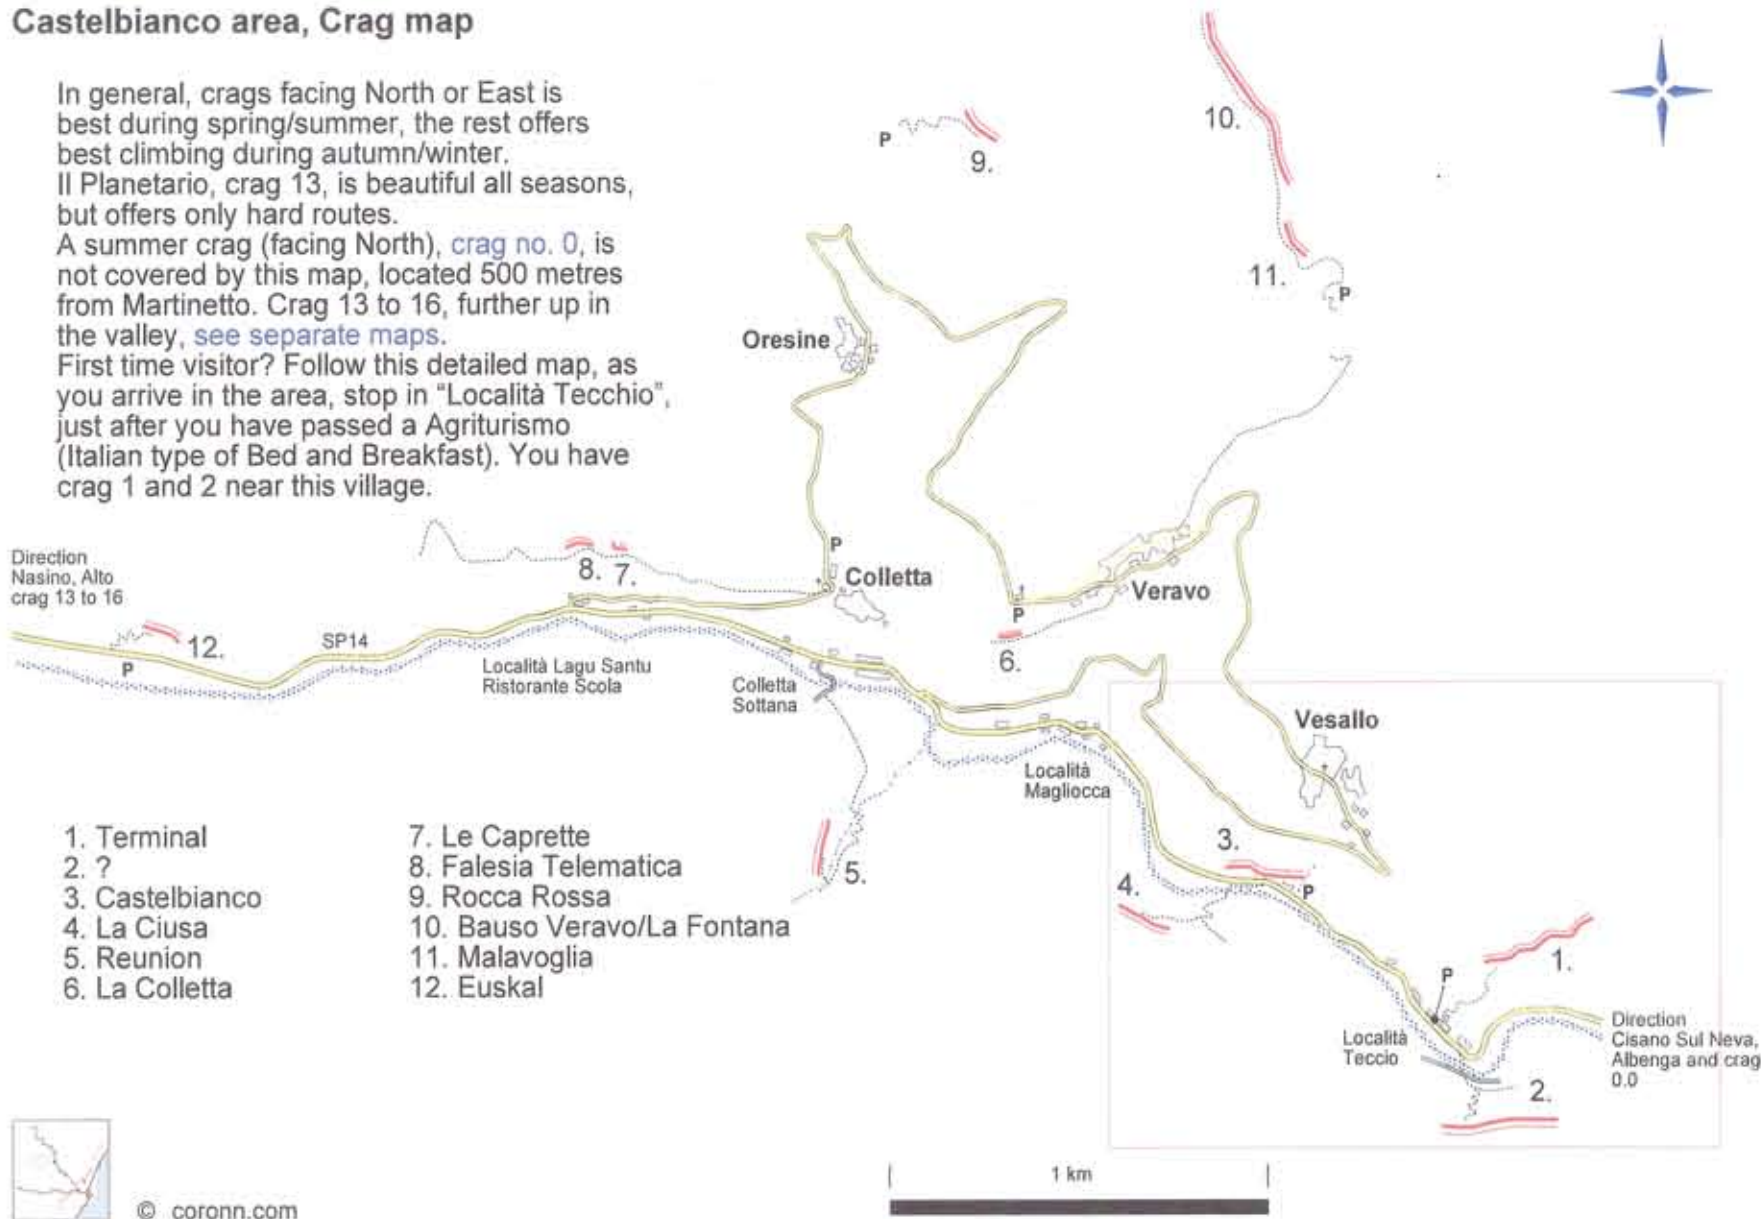 Castelbianco area, Crag map
In general, crags facing North or East is
best during spring/summer, the rest offers
best climbing during autumn/winter.
Il Planetario, crag 13, is beautiful all seasons,
but offers only hard routes.
A summer crag (facing North), crag no. 0, is
not covered by this map, located 500 metres
from Martinetto. Crag 13 to 16, further up in
the valley, see separate maps.
First time visitor? Follow this detailed map, as
you arrive in the area, stop in “Località Tecchio”,
just after you have passed a Agriturismo
(Italian type of Bed and Breakfast). You have
crag 1 and 2 near this village.
P
9.
10.
11.
P
Oresine
Direction
Nasino, Alto
crag 13 to 16
P
8.
7.
Colletta
P
Veravo
6.
12.
P
SP14
Località Lagu Santu
Ristorante Scola
Colletta
Sottana
Vesallo
Località
Magliocca
3.
P
4.
5.
1.
P
Località
Teccio
Direction
Cisano Sul Neva,
Albenga and crag
0.0
2.
1. Terminal
2. ?
3. Castelbianco
4. La Ciusa
5. Reunion
6. La Colletta
7. Le Caprette
8. Falesia Telematica
9. Rocca Rossa
10. Bauso Veravo/La Fontana
11. Malavoglia
12. Euskal
1 km
© coronn.com